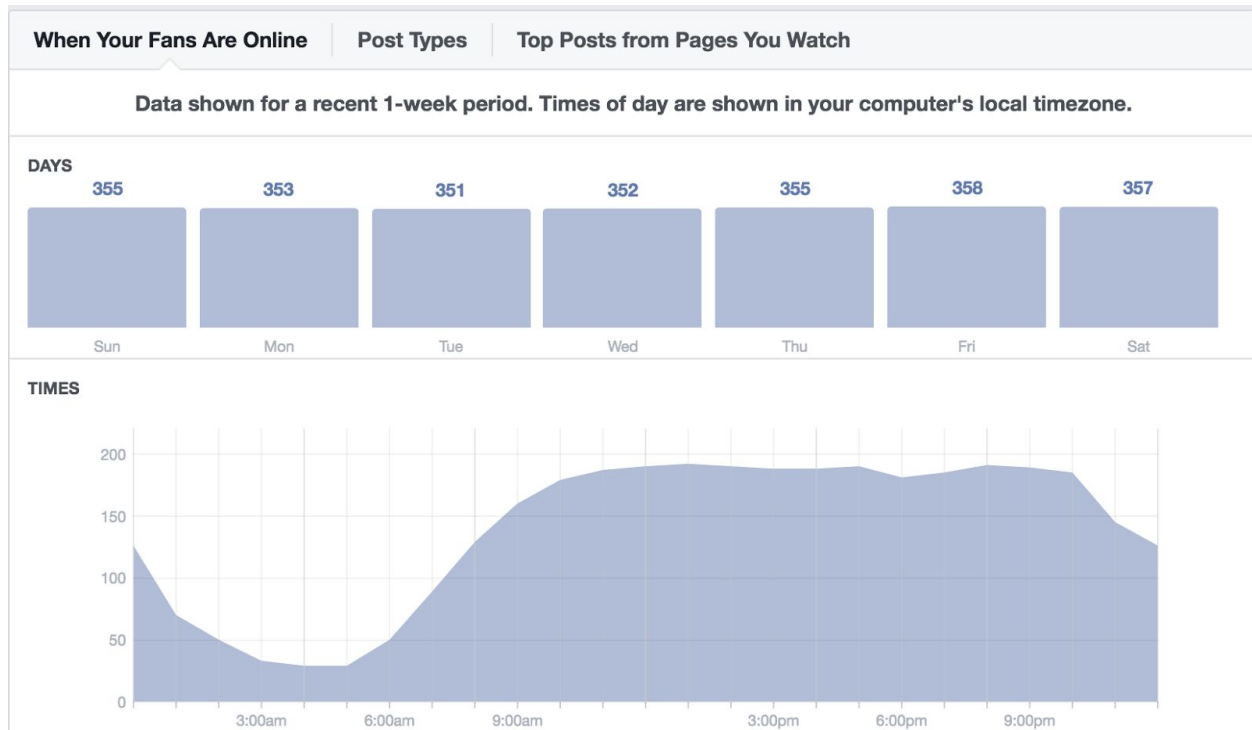 When Your Fans Are Online Post Types Top Posts from Pages You Watch
Data shown for a recent 1-week period. Times of day are shown in your computer's local timezone.
DAYS
355 353 351 352 355 358 357
Sun Mon Tue Wed Thu Fri Sat
TIMES
200
150
100
50
0
3:00am 6:00am 9:00am 3:00pm 6:00pm 9:00pm